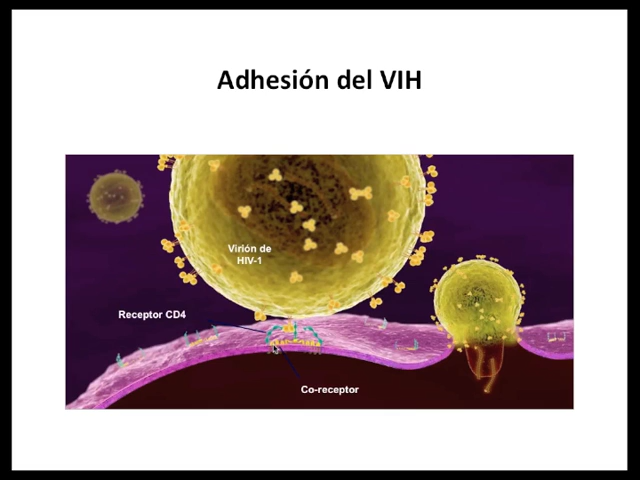 Adhesión del VIH
Virión de
HIV-1
Receptor CD4
Co-receptor